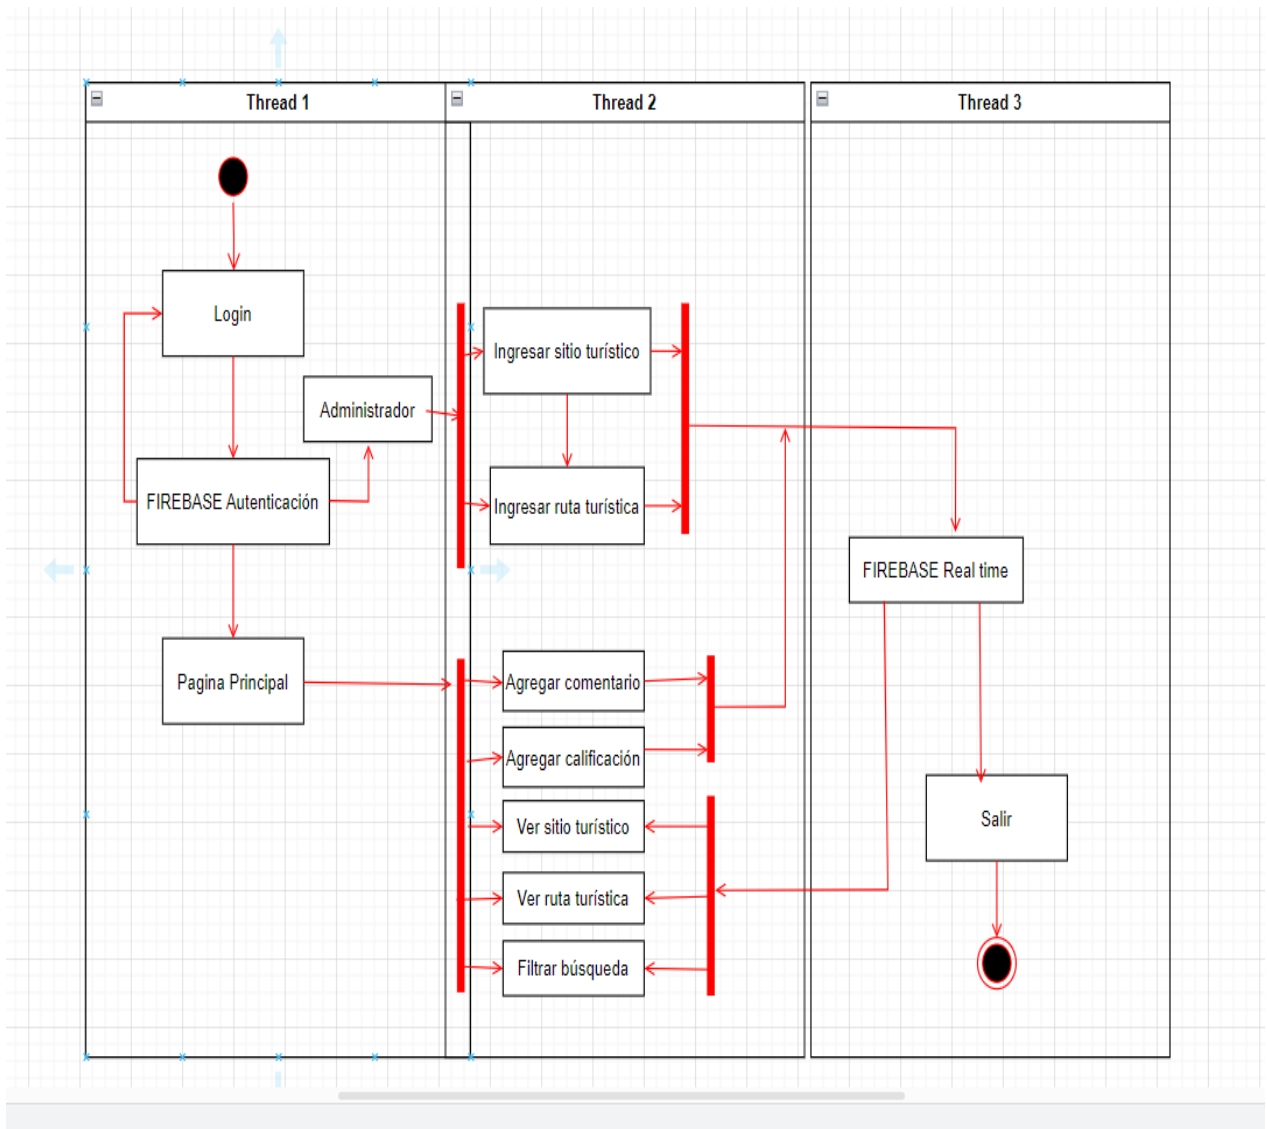 Thread 1
Thread 2
Thread 3
Login
Ingresar sitio turístico
Administrador
FIREBASE Autenticación
Ingresar ruta turística
FIREBASE Real time
Pagina Principal
Agregar comentario
Agregar calificación
Ver sitio turístico
Salir
Ver ruta turística
Filtrar búsqueda